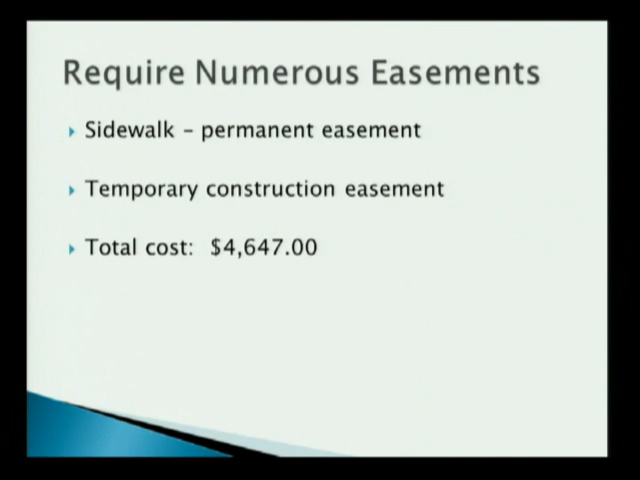 Require Numerous Easements
Sidewalk – permanent easement
Temporary construction easement
Total cost: $4,647.00